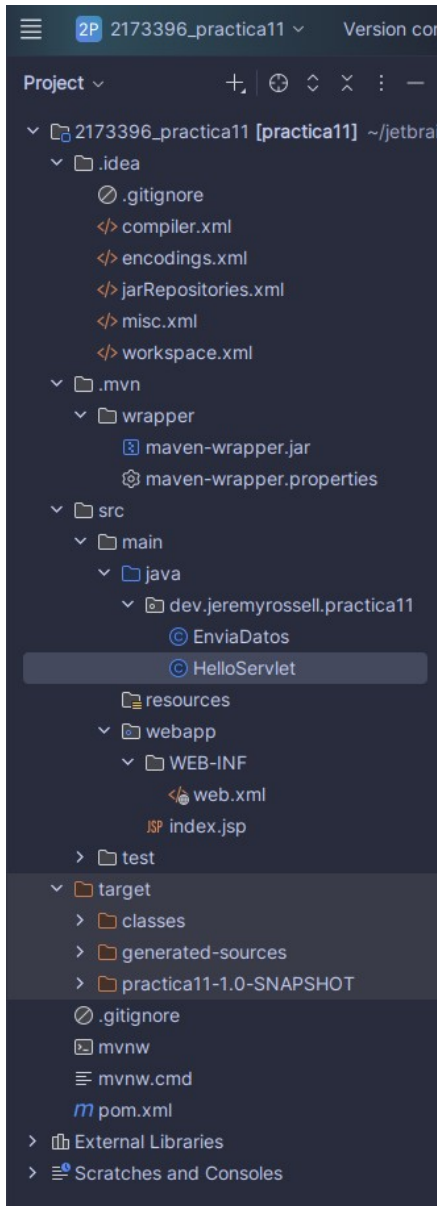 2P 2173396_practica11 Version con
Project
2173396_practica11 [practica11] ~/jetbrai
.idea
.gitignore
compiler.xml
encodings.xml
jarRepositories.xml
misc.xml
workspace.xml
.mvn
wrapper
maven-wrapper.jar
maven-wrapper.properties
src
main
java
dev.jeremyrossell.practica11
EnviaDatos
HelloServlet
resources
webapp
WEB-INF
web.xml
JSP index.jsp
test
target
classes
generated-sources
practica11-1.0-SNAPSHOT
.gitignore
mvnw
mvnw.cmd
m pom.xml
External Libraries
Scratches and Consoles